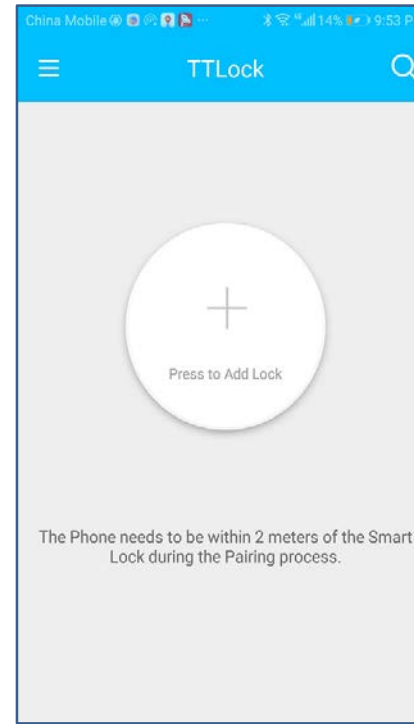 China Mobile 14% 9:53 P
TTLock
Press to Add Lock
The Phone needs to be within 2 meters of the Smart
Lock during the Pairing process.